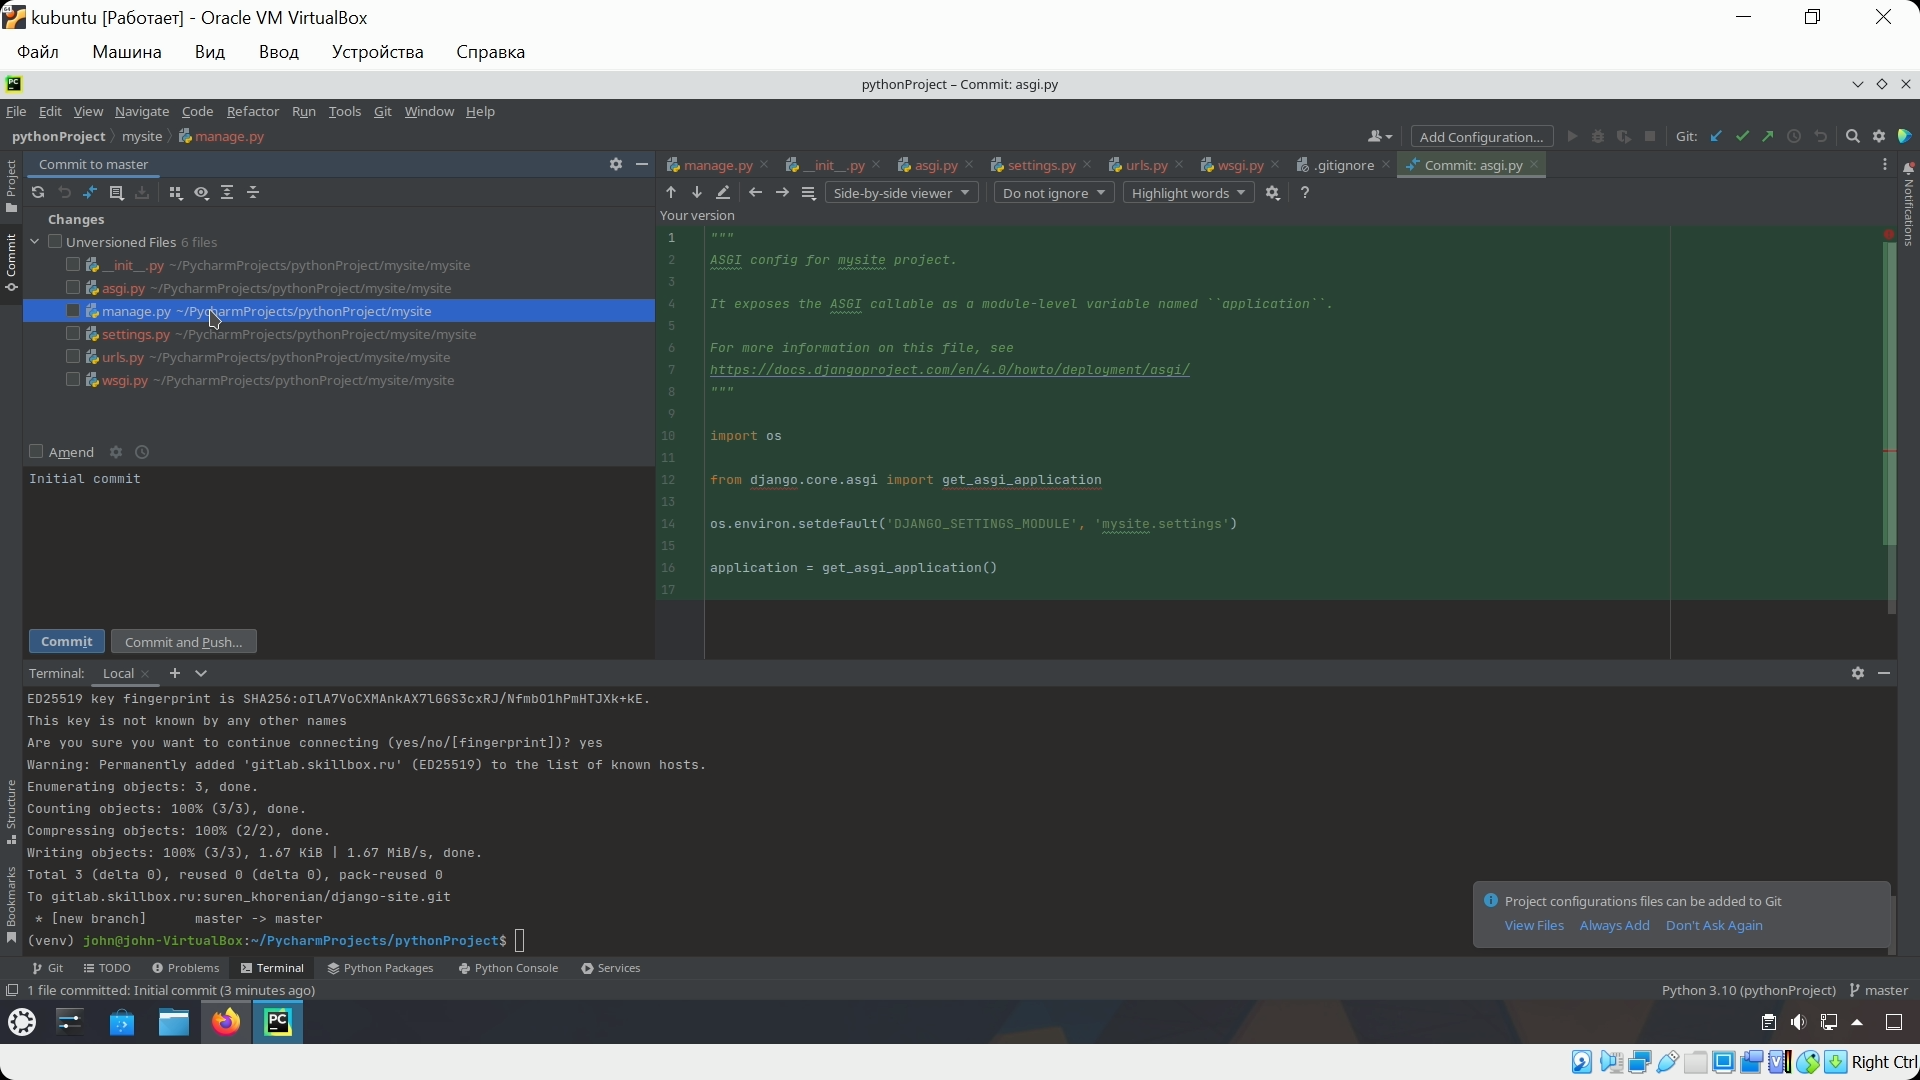 kubuntu [Работает] - Oracle VM VirtualBox
Файл Машина Вид Ввод Устройства Справка
pythonProject – Commit: asgi.py
File Edit View Navigate Code Refactor Run Tools Git Window Help
pythonProject mysite manage.py
Add Configuration... Git:
Commit to master
manage.py __init__.py asgi.py settings.py urls.py wsgi.py .gitignore Commit: asgi.py
Side-by-side viewer Do not ignore Highlight words ?
Your version
Project
Commit
Structure
Bookmarks
Notifications
Changes
Unversioned Files 6 files
__init__.py ~/PycharmProjects/pythonProject/mysite/mysite
asgi.py ~/PycharmProjects/pythonProject/mysite/mysite
manage.py ~/PycharmProjects/pythonProject/mysite
settings.py ~/PycharmProjects/pythonProject/mysite/mysite
urls.py ~/PycharmProjects/pythonProject/mysite/mysite
wsgi.py ~/PycharmProjects/pythonProject/mysite/mysite
Amend
Initial commit
Commit Commit and Push...
1 """
2 ASGI config for mysite project.
3
4 It exposes the ASGI callable as a module-level variable named ``application``.
5
6 For more information on this file, see
7 https://docs.djangoproject.com/en/4.0/howto/deployment/asgi/
8 """
9
10 import os
11
12 from django.core.asgi import get_asgi_application
13
14 os.environ.setdefault('DJANGO_SETTINGS_MODULE', 'mysite.settings')
15
16 application = get_asgi_application()
17
Terminal: Local
ED25519 key fingerprint is SHA256:oIlA7VoCXMAnkAX7lGGS3cxRJ/NfmbO1hPmHTJXk+kE.
This key is not known by any other names
Are you sure you want to continue connecting (yes/no/[fingerprint])? yes
Warning: Permanently added 'gitlab.skillbox.ru' (ED25519) to the list of known hosts.
Enumerating objects: 3, done.
Counting objects: 100% (3/3), done.
Compressing objects: 100% (2/2), done.
Writing objects: 100% (3/3), 1.67 KiB | 1.67 MiB/s, done.
Total 3 (delta 0), reused 0 (delta 0), pack-reused 0
To gitlab.skillbox.ru:suren_khorenian/django-site.git
* [new branch] master -> master
(venv) john@john-VirtualBox:~/PycharmProjects/pythonProject$
Project configurations files can be added to Git
View Files Always Add Don't Ask Again
Git TODO Problems Terminal Python Packages Python Console Services
1 file committed: Initial commit (3 minutes ago)
Python 3.10 (pythonProject) master
Right Ctrl